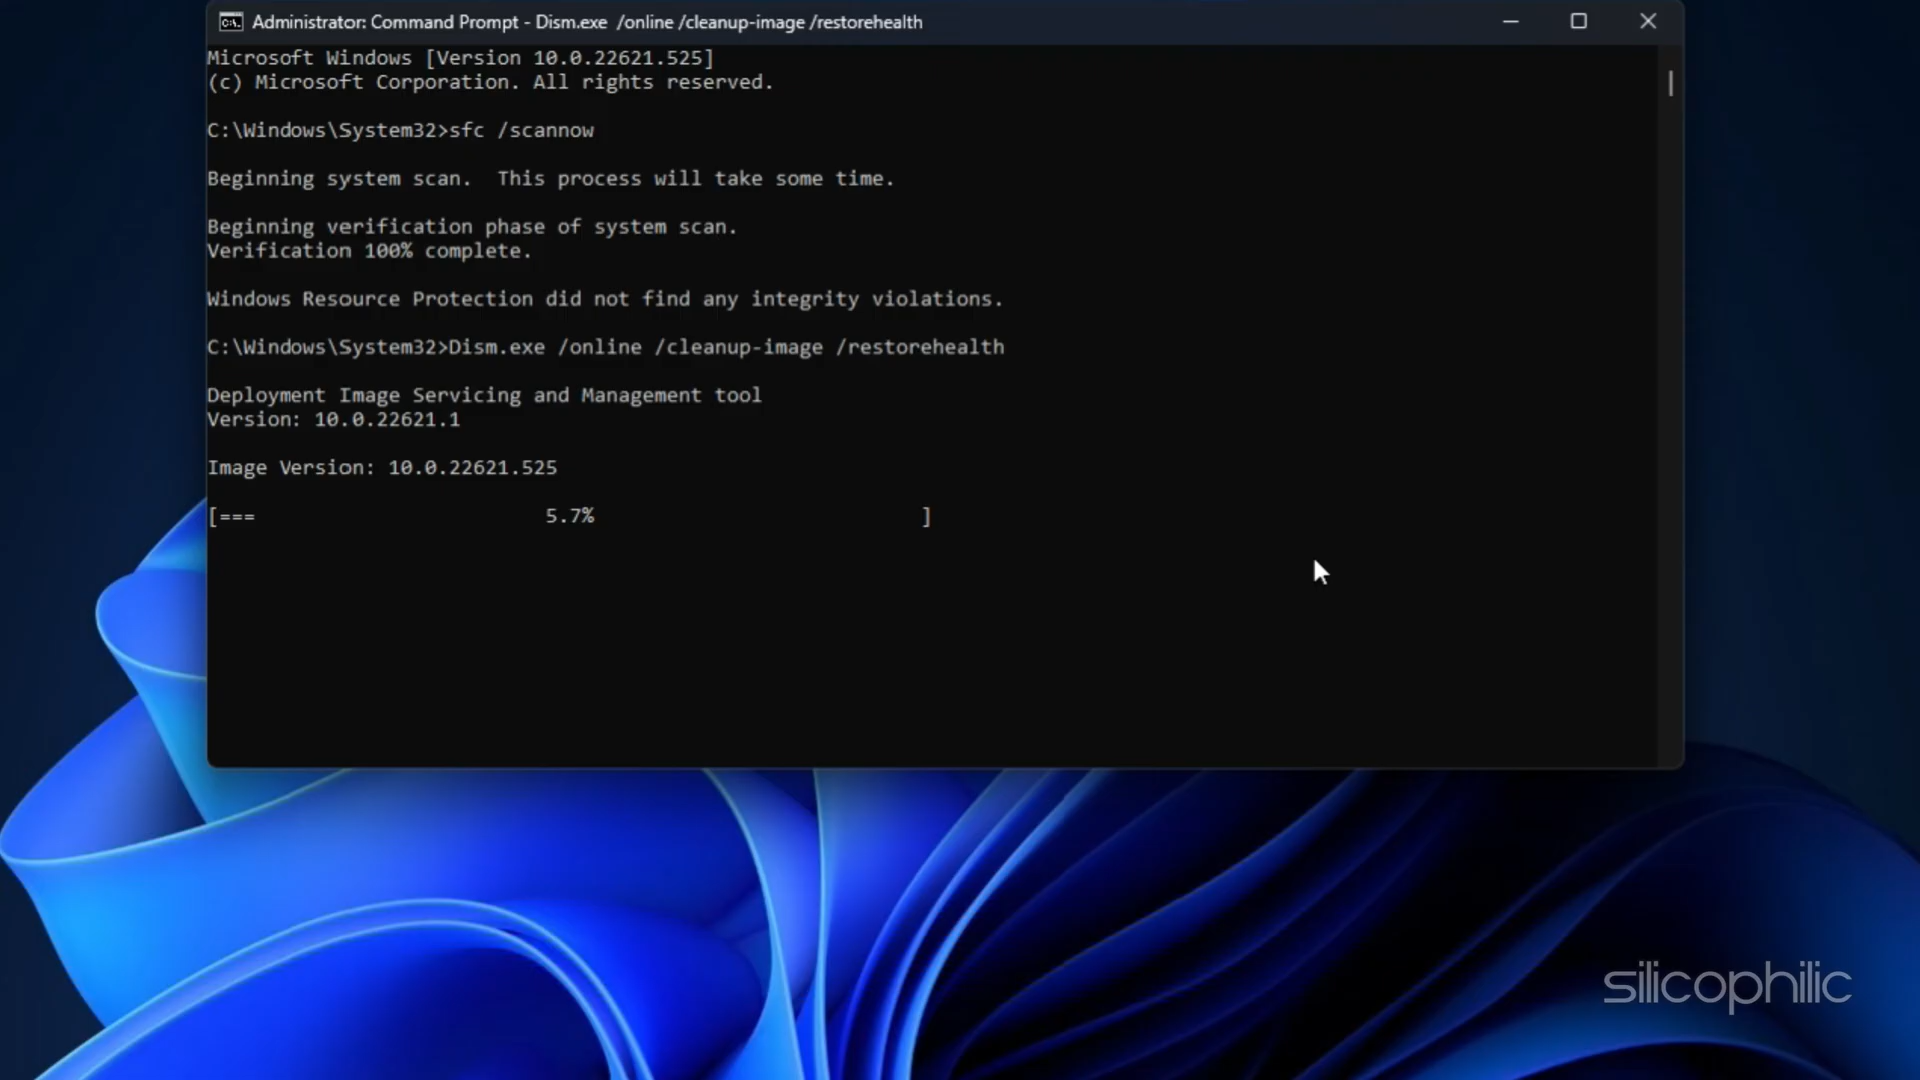 Administrator: Command Prompt - Dism.exe /online /cleanup-image /restorehealth
Microsoft Windows [Version 10.0.22621.525]
(c) Microsoft Corporation. All rights reserved.
C:\Windows\System32>sfc /scannow
Beginning system scan.  This process will take some time.
Beginning verification phase of system scan.
Verification 100% complete.
Windows Resource Protection did not find any integrity violations.
C:\Windows\System32>Dism.exe /online /cleanup-image /restorehealth
Deployment Image Servicing and Management tool
Version: 10.0.22621.1
Image Version: 10.0.22621.525
[===                        5.7%                           ]
silicophilic